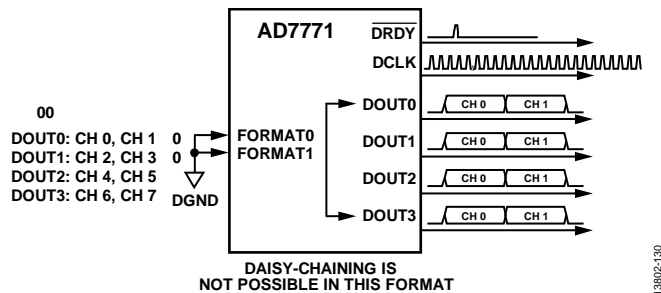 AD7771
DRDY
DCLK
00
DOUT0: CH 0, CH 1 0
DOUT1: CH 2, CH 3 0
DOUT2: CH 4, CH 5
DOUT3: CH 6, CH 7
DGND
FORMAT0
FORMAT1
DOUT0 CH 0 CH 1
DOUT1 CH 0 CH 1
DOUT2 CH 0 CH 1
DOUT3 CH 0 CH 1
DAISY-CHAINING IS
NOT POSSIBLE IN THIS FORMAT
13802-130